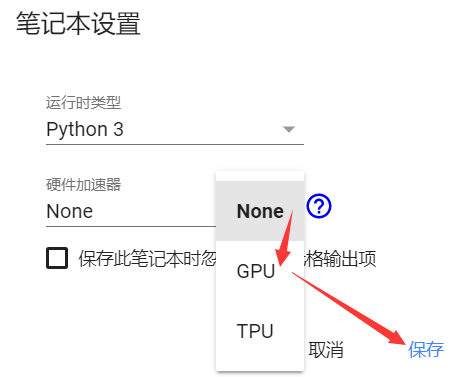 笔记本设置
运行时类型
Python 3
硬件加速器
None
None
保存此笔记本时忽
格输出项
GPU
TPU
取消
保存